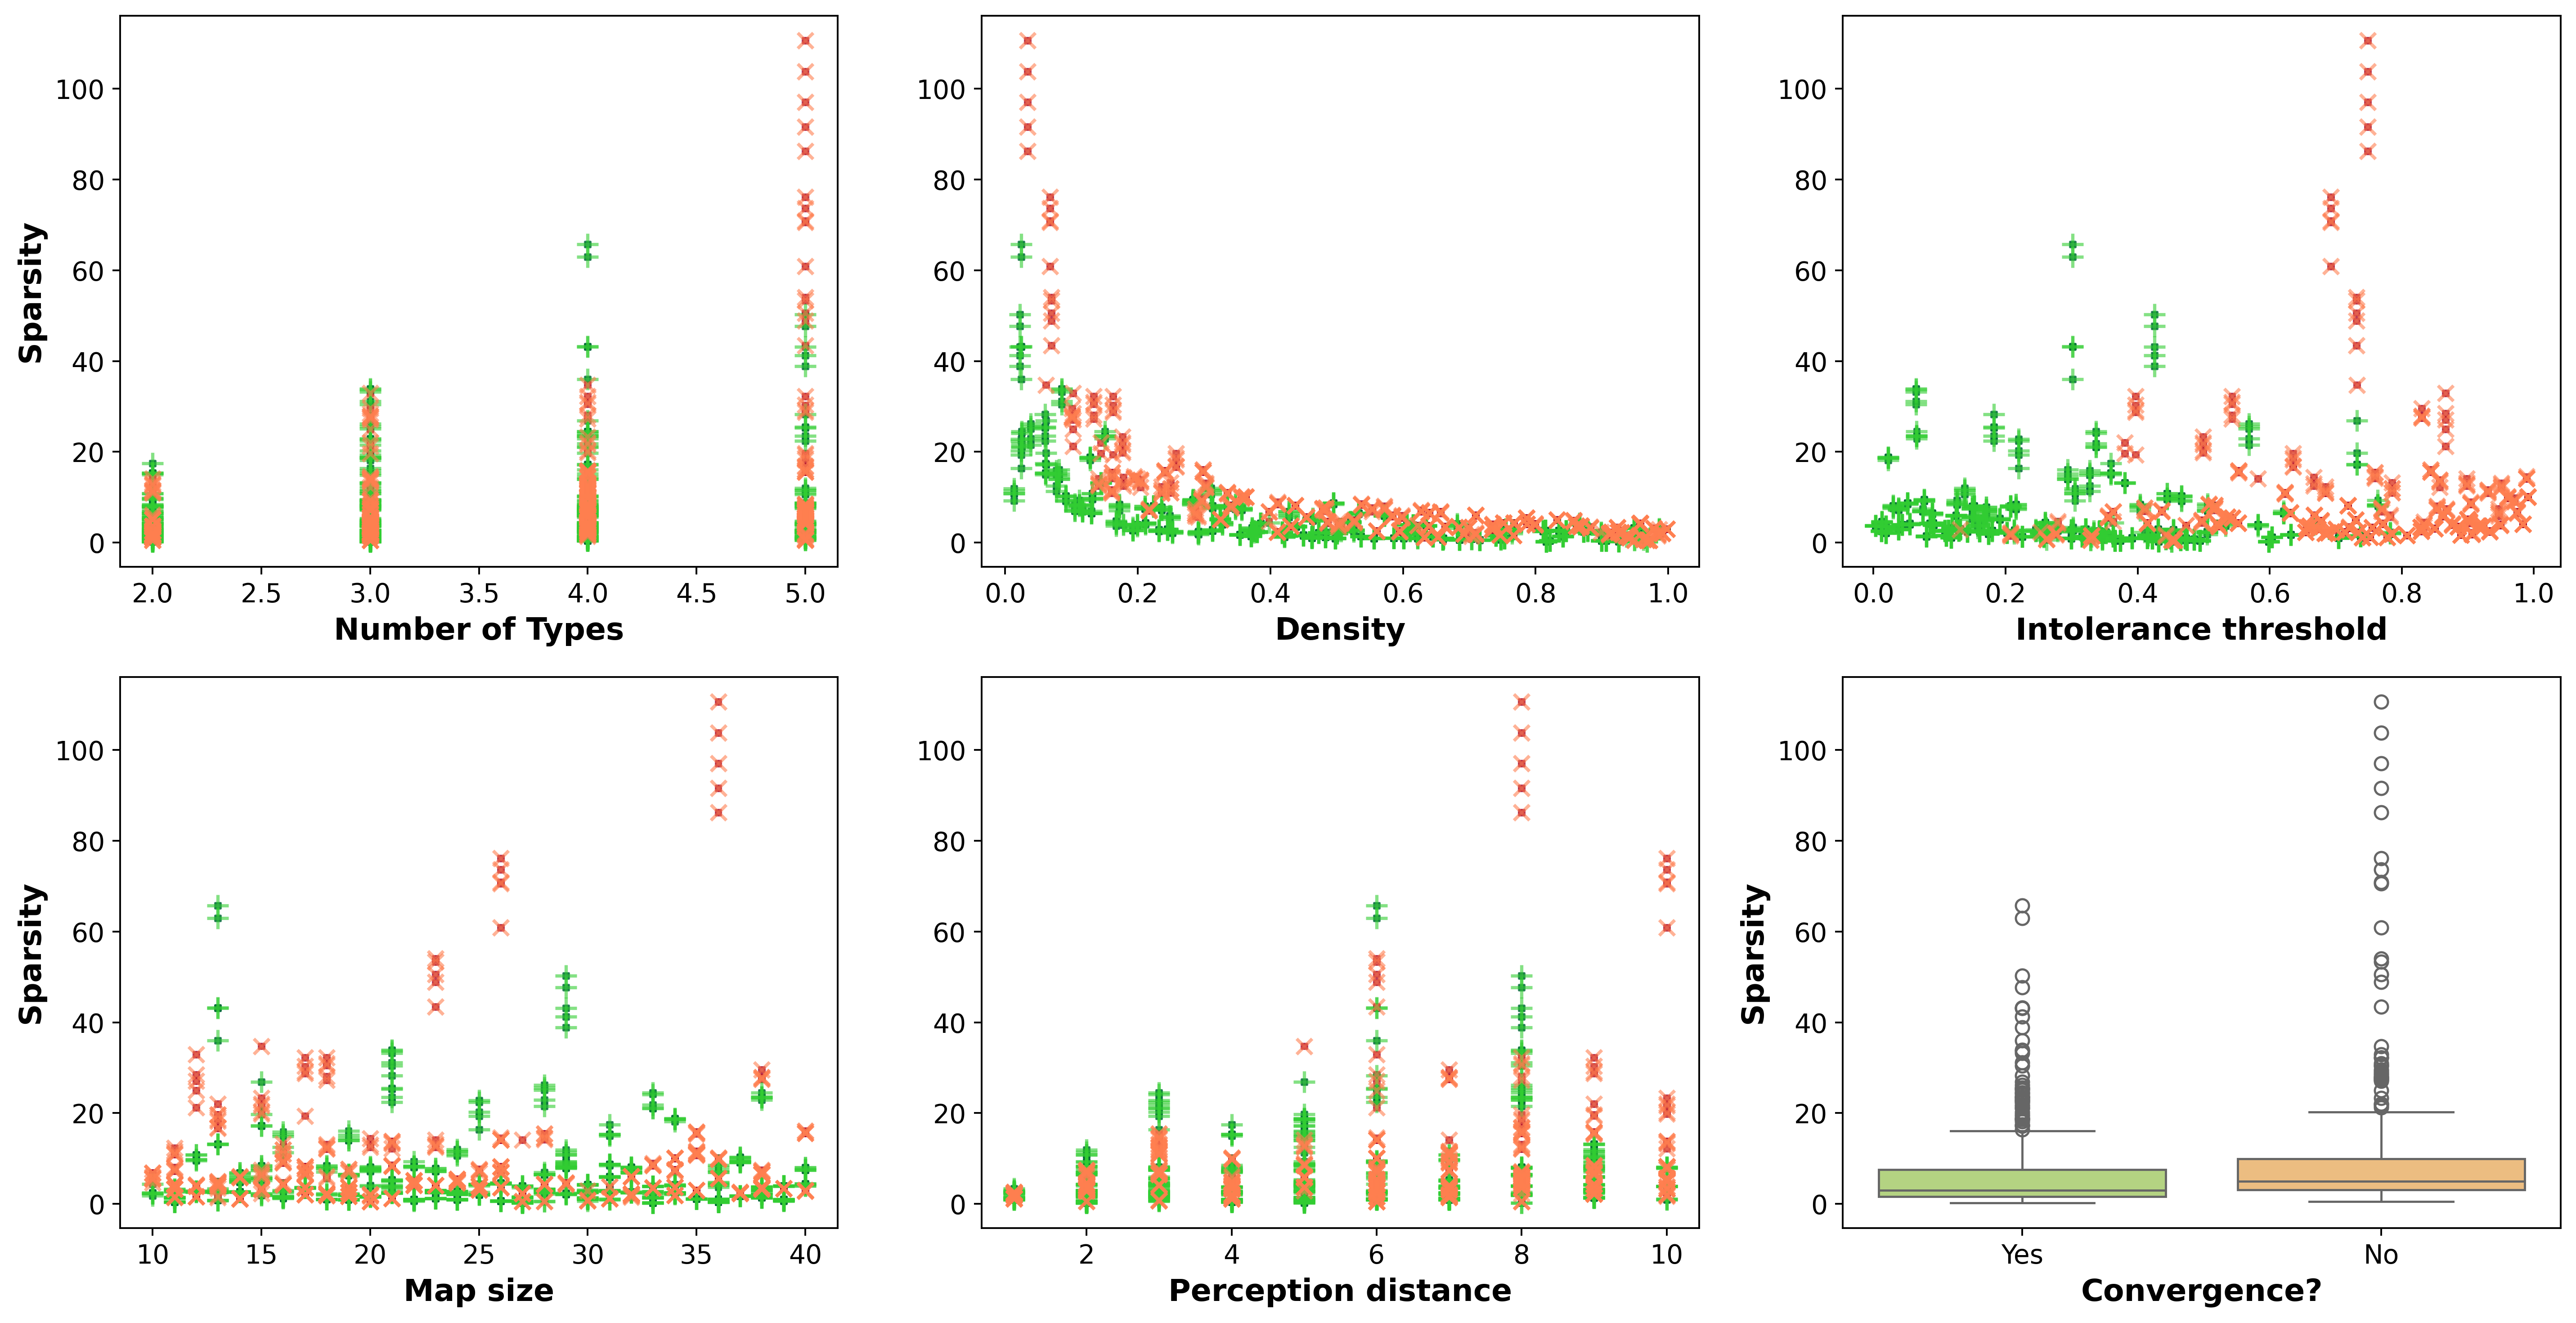 Sparsity
0 20 40 60 80 100
2.0 2.5 3.0 3.5 4.0 4.5 5.0
Number of Types
0 20 40 60 80 100
0.0 0.2 0.4 0.6 0.8 1.0
Density
0 20 40 60 80 100
0.0 0.2 0.4 0.6 0.8 1.0
Intolerance threshold
Sparsity
0 20 40 60 80 100
10 15 20 25 30 35 40
Map size
0 20 40 60 80 100
2 4 6 8 10
Perception distance
Sparsity
0 20 40 60 80 100
Yes No
Convergence?